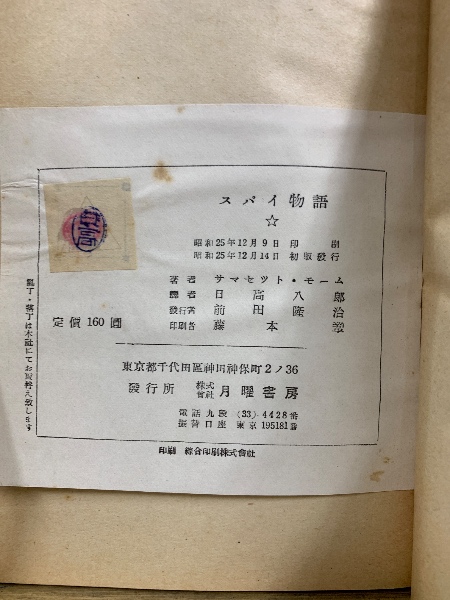 スパイ物語
☆
昭和25年12月9日 印刷
昭和25年12月14日 初版発行
著者 サマセツト・モーム
譯者 日高八郎
発行者 前田隆治
印刷者 藤本
定價 160圓
東京都千代田區神田神保町2ノ36
發行所 株式会社 月曜書房
電話九段 (33) 4428番
振替口座 東京 195181番
印刷 綜合印刷株式會社
乱丁・落丁は本社にてお取替え致します